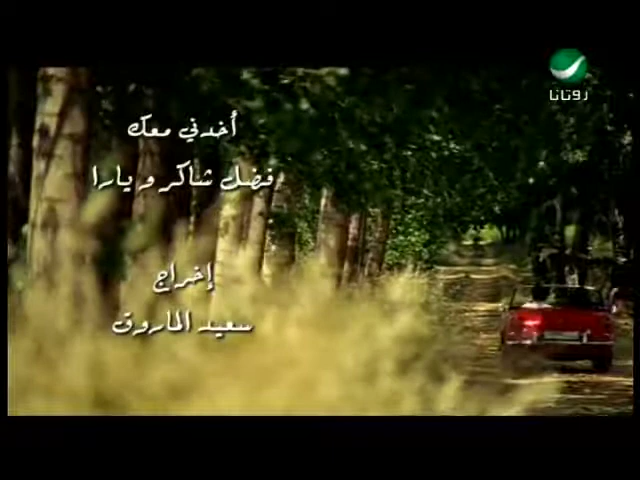 روتانا
أخدني معك
فضل شاكر و يارا
إخراج
سعيد الماروق